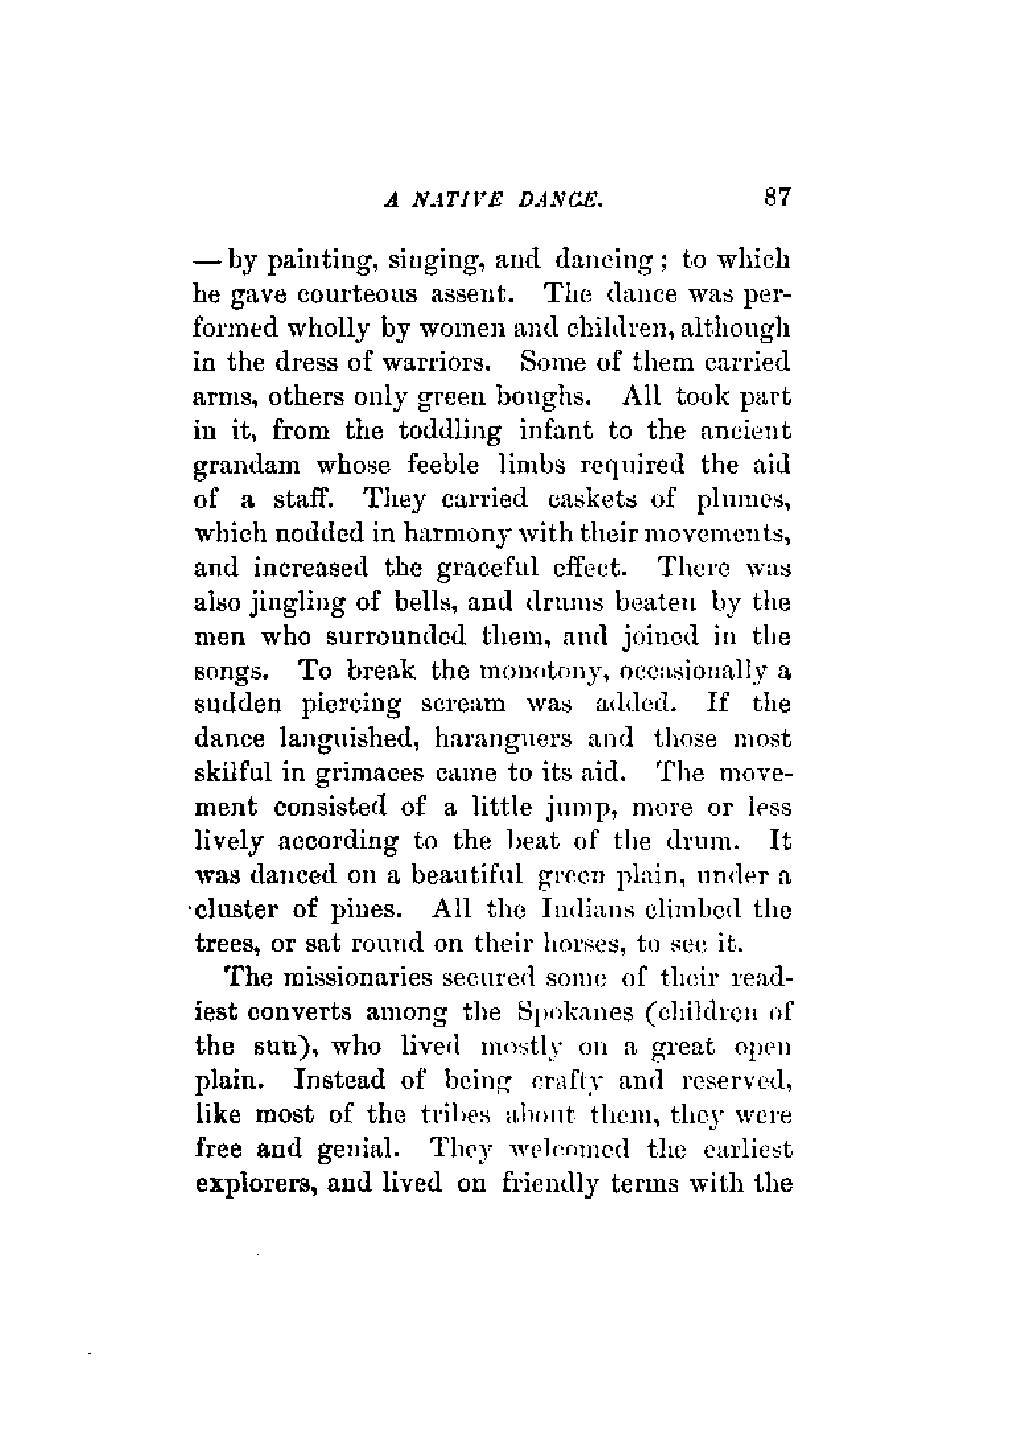 A NATIVE DANCE. 87
— by painting, singing, and dancing; to which
he gave courteous assent. The dance was per-
formed wholly by women and children, although
in the dress of warriors. Some of them carried
arms, others only green boughs. All took part
in it, from the toddling infant to the ancient
grandam whose feeble limbs required the aid
of a staff. They carried caskets of plumes,
which nodded in harmony with their movements,
and increased the graceful effect. There was
also jingling of bells, and drums beaten by the
men who surrounded them, and joined in the
songs. To break the monotony, occasionally a
sudden piercing scream was added. If the
dance languished, haranguers and those most
skilful in grimaces came to its aid. The move-
ment consisted of a little jump, more or less
lively according to the beat of the drum. It
was danced on a beautiful green plain, under a
cluster of pines. All the Indians climbed the
trees, or sat round on their horses, to see it.
The missionaries secured some of their read-
iest converts among the Spokanes (children of
the sun), who lived mostly on a great open
plain. Instead of being crafty and reserved,
like most of the tribes about them, they were
free and genial. They welcomed the earliest
explorers, and lived on friendly terms with the